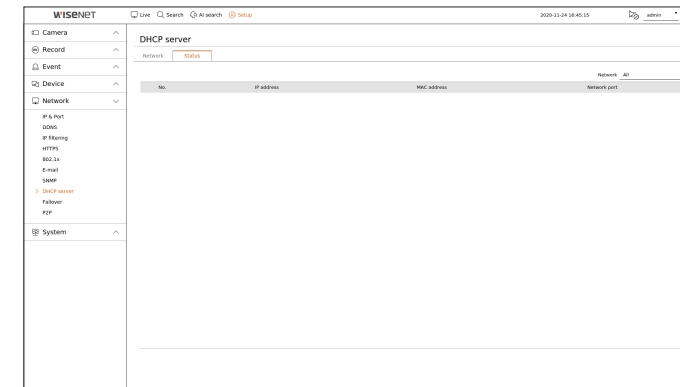 WISENET
Live Search AI search Setup 2020-11-24 16:45:15 admin
Camera
Record
Event
Device
Network
IP & Port
DDNS
IP filtering
HTTPS
802.1x
E-mail
SNMP
DHCP server
Failover
P2P
System
DHCP server
Network Status
Network All
No. IP address MAC address Network port